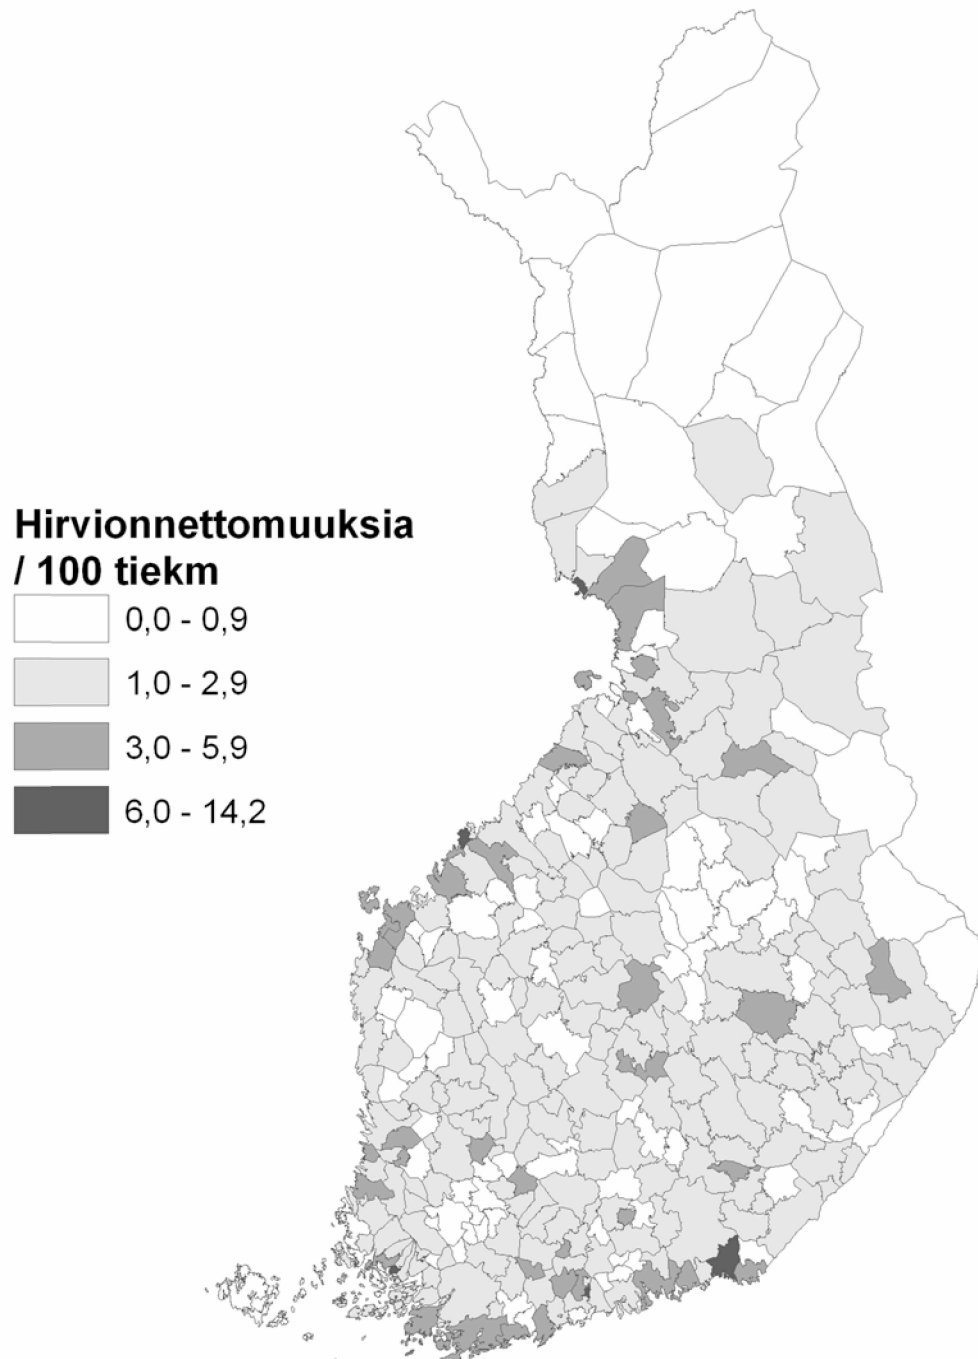 Hirvionnettomuuksia
/ 100 tiekm
0,0 - 0,9
1,0 - 2,9
3,0 - 5,9
6,0 - 14,2